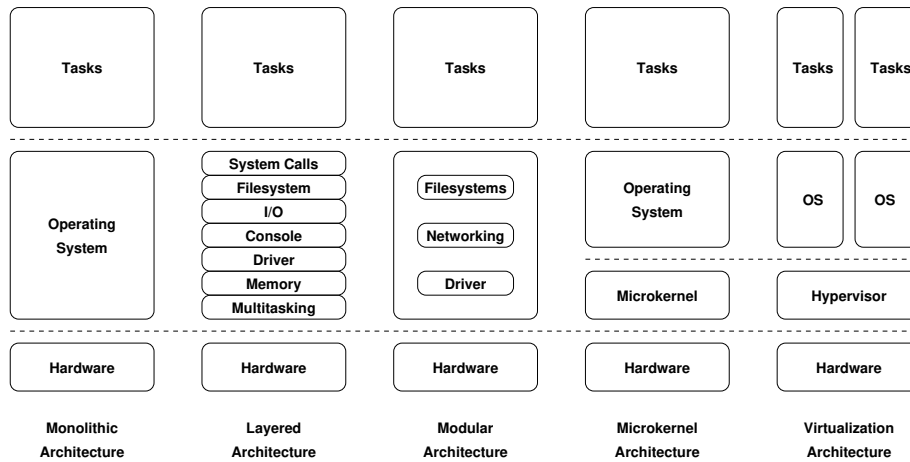 Tasks
Tasks
Tasks
Tasks
Tasks
Tasks
Operating
System
System Calls
Filesystem
I/O
Console
Driver
Memory
Multitasking
Filesystems
Networking
Driver
Operating
System
Microkernel
OS
OS
Hypervisor
Hardware
Hardware
Hardware
Hardware
Hardware
Monolithic
Architecture
Layered
Architecture
Modular
Architecture
Microkernel
Architecture
Virtualization
Architecture